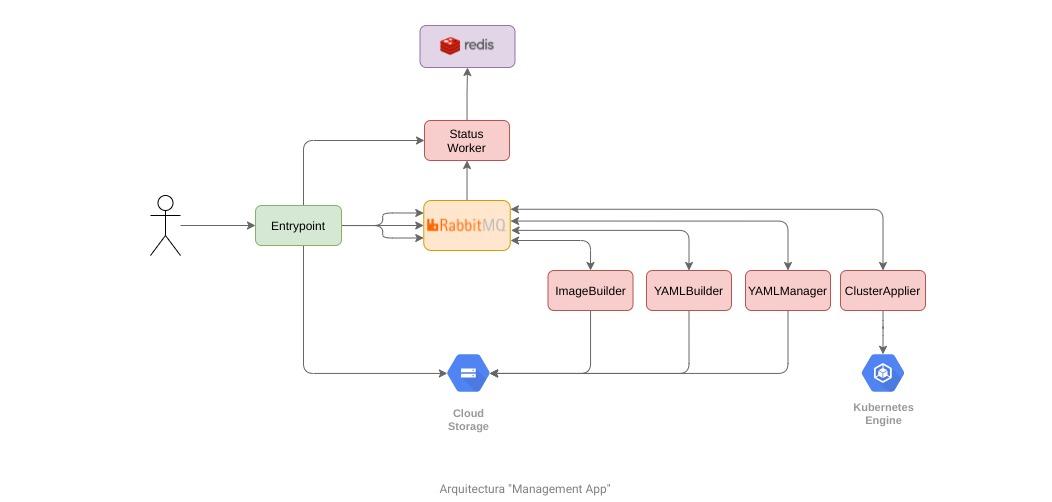 redis
Status
Worker
Entrypoint
RabbitMQ
ImageBuilder
YAMLBuilder
YAMLManager
ClusterApplier
Cloud
Storage
Kubernetes
Engine
Arquitectura "Management App"